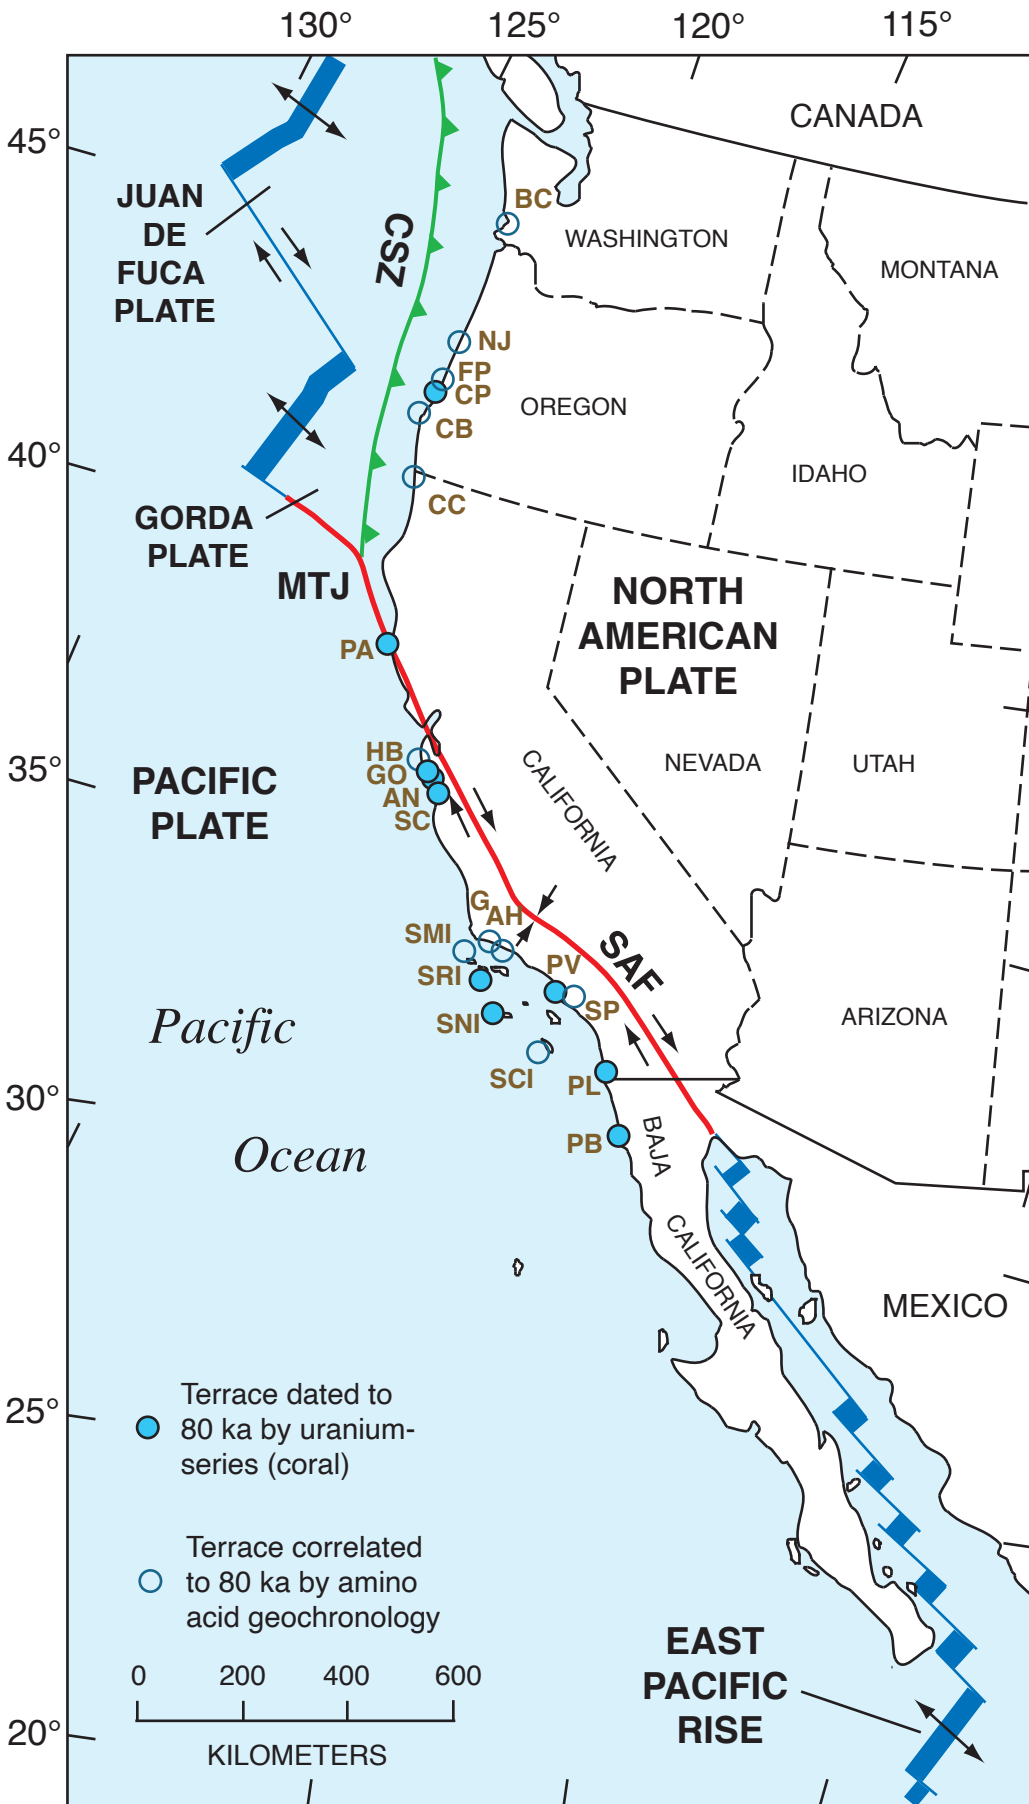 130°
125°
120°
115°
CANADA
45°
JUAN
DE
FUCA
PLATE
CSZ
BC
WASHINGTON
MONTANA
NJ
FP
CP
CB
OREGON
40°
IDAHO
CC
GORDA
PLATE
MTJ
NORTH
AMERICAN
PLATE
PA
HB
GO
AN
SC
35°
PACIFIC
PLATE
CALIFORNIA
NEVADA
UTAH
G
AH
SMI
SRI
SNI
SCI
PV
SP
SAF
ARIZONA
Pacific
PL
30°
PB
BAJA
CALIFORNIA
Ocean
MEXICO
25°
Terrace dated to
80 ka by uranium-
series (coral)
Terrace correlated
to 80 ka by amino
acid geochronology
EAST
PACIFIC
RISE
0 200 400 600
KILOMETERS
20°